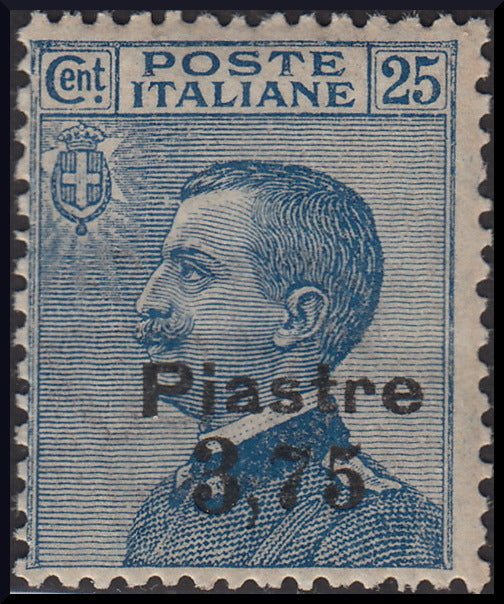 Cent. POSTE ITALIANE 25
Piastre
3,75